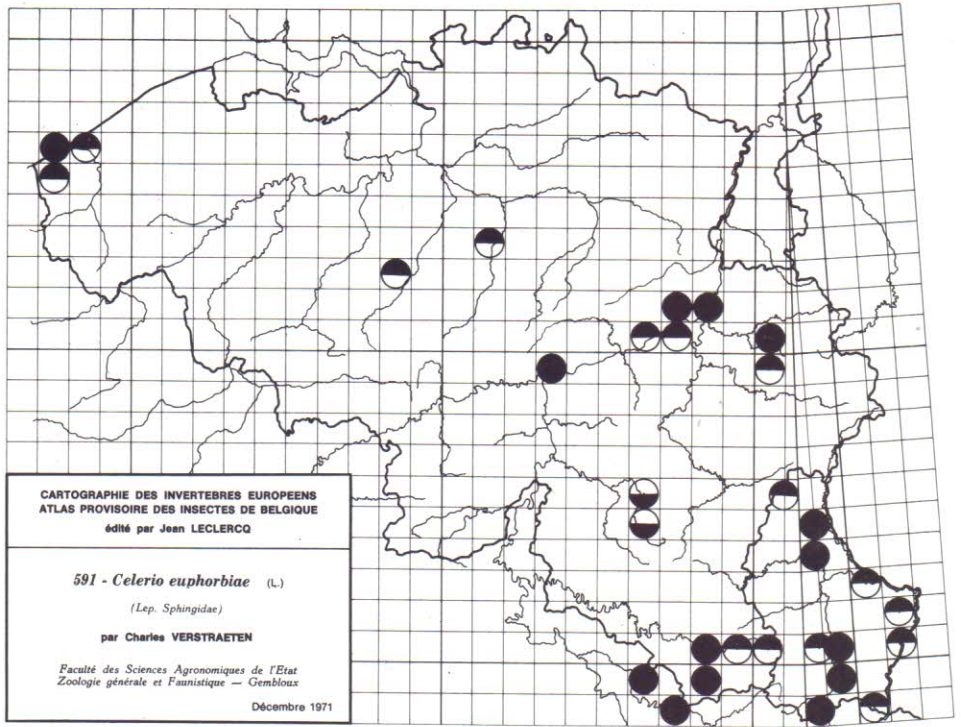 CARTOGRAPHIE DES INVERTEBRES EUROPEENS
ATLAS PROVISOIRE DES INSECTES DE BELGIQUE
édité par Jean LECLERCQ
591 - Celerio euphorbiae (L.)
(Lep. Sphingidae)
par Charles VERSTRAETEN
Faculté des Sciences Agronomiques de l'Etat
Zoologie générale et Faunistique — Gembloux
Décembre 1971